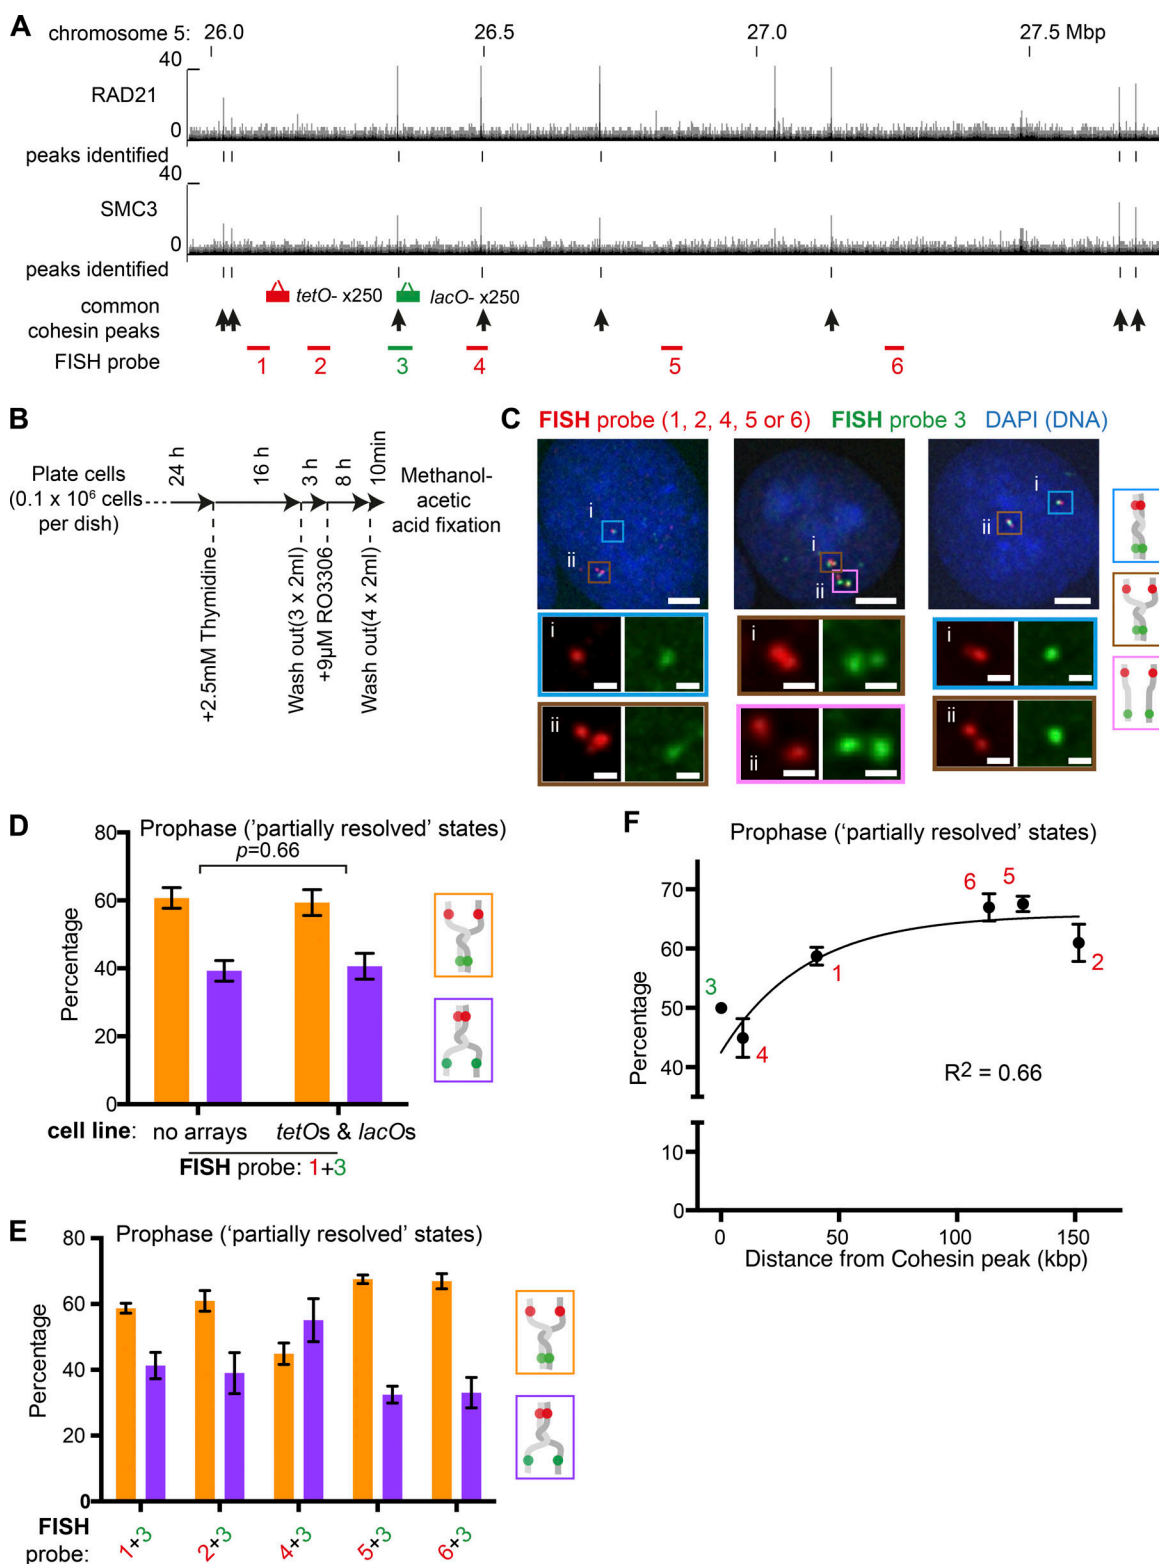 A
chromosome 5: 26.0 26.5 27.0 27.5 Mbp
40
RAD21
0
peaks identified
40
SMC3
0
peaks identified
tetO- x250 lacO- x250
common
cohesin peaks
FISH probe 1 2 3 4 5 6
B
24 h 16 h 3 h 8 h 10min
Plate cells
(0.1 x 10⁶ cells
per dish)
Methanol-
acetic
acid fixation
+2.5mM Thymidine
Wash out(3 x 2ml)
+9µM RO3306
Wash out(4 x 2ml)
C FISH probe (1, 2, 4, 5 or 6) FISH probe 3 DAPI (DNA)
i
ii
i
ii
i
ii
i
i
i
ii
ii
ii
D
Prophase ('partially resolved' states)
p=0.66
80
60
40
20
0
Percentage
cell line: no arrays tetOs & lacOs
FISH probe: 1+3
E
Prophase ('partially resolved' states)
80
60
40
20
0
Percentage
FISH
probe:
1+3 2+3 4+3 5+3 6+3
F
Prophase ('partially resolved' states)
70
60
50
40
10
0
Percentage
3
4
1
6
5
2
R² = 0.66
0 50 100 150
Distance from Cohesin peak (kbp)